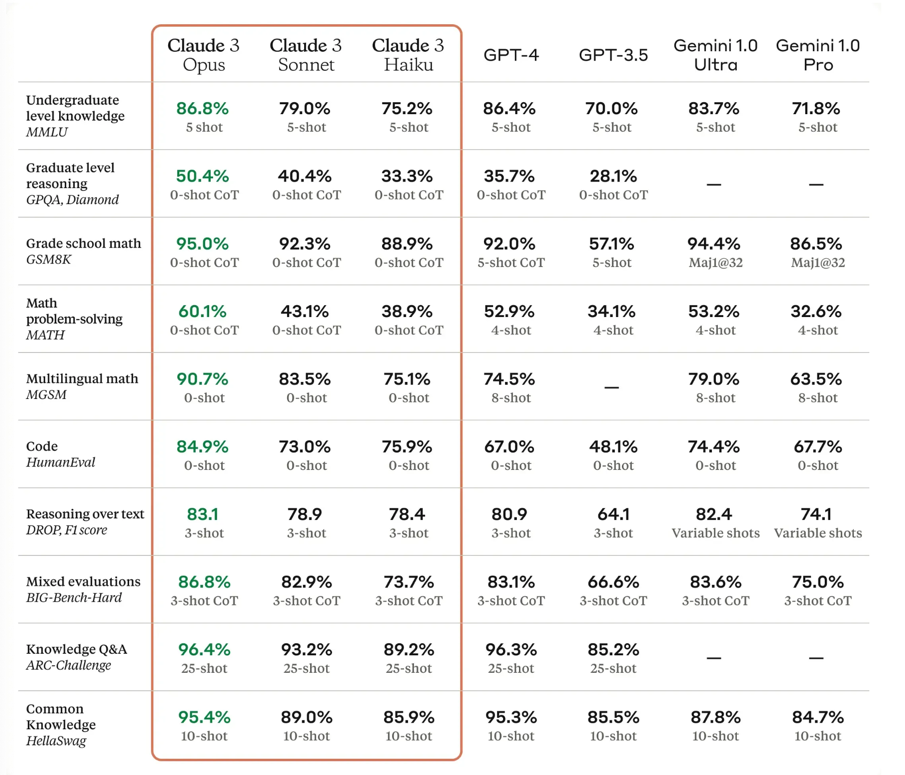 Claude 3 Claude 3 Claude 3 GPT-4 GPT-3.5 Gemini 1.0 Gemini 1.0
Opus Sonnet Haiku Ultra Pro
Undergraduate
level knowledge
MMLU
86.8% 79.0% 75.2% 86.4% 70.0% 83.7% 71.8%
5 shot 5-shot 5-shot 5-shot 5-shot 5-shot 5-shot
Graduate level
reasoning
GPQA, Diamond
50.4% 40.4% 33.3% 35.7% 28.1% — —
0-shot CoT 0-shot CoT 0-shot CoT 0-shot CoT 0-shot CoT
Grade school math
GSM8K
95.0% 92.3% 88.9% 92.0% 57.1% 94.4% 86.5%
0-shot CoT 0-shot CoT 0-shot CoT 5-shot CoT 5-shot Maj1@32 Maj1@32
Math
problem-solving
MATH
60.1% 43.1% 38.9% 52.9% 34.1% 53.2% 32.6%
0-shot CoT 0-shot CoT 0-shot CoT 4-shot 4-shot 4-shot 4-shot
Multilingual math
MGSM
90.7% 83.5% 75.1% 74.5% — 79.0% 63.5%
0-shot 0-shot 0-shot 8-shot 8-shot 8-shot
Code
HumanEval
84.9% 73.0% 75.9% 67.0% 48.1% 74.4% 67.7%
0-shot 0-shot 0-shot 0-shot 0-shot 0-shot 0-shot
Reasoning over text
DROP, F1 score
83.1 78.9 78.4 80.9 64.1 82.4 74.1
3-shot 3-shot 3-shot 3-shot 3-shot Variable shots Variable shots
Mixed evaluations
BIG-Bench-Hard
86.8% 82.9% 73.7% 83.1% 66.6% 83.6% 75.0%
3-shot CoT 3-shot CoT 3-shot CoT 3-shot CoT 3-shot CoT 3-shot CoT 3-shot CoT
Knowledge Q&A
ARC-Challenge
96.4% 93.2% 89.2% 96.3% 85.2% — —
25-shot 25-shot 25-shot 25-shot 25-shot
Common
Knowledge
HellaSwag
95.4% 89.0% 85.9% 95.3% 85.5% 87.8% 84.7%
10-shot 10-shot 10-shot 10-shot 10-shot 10-shot 10-shot